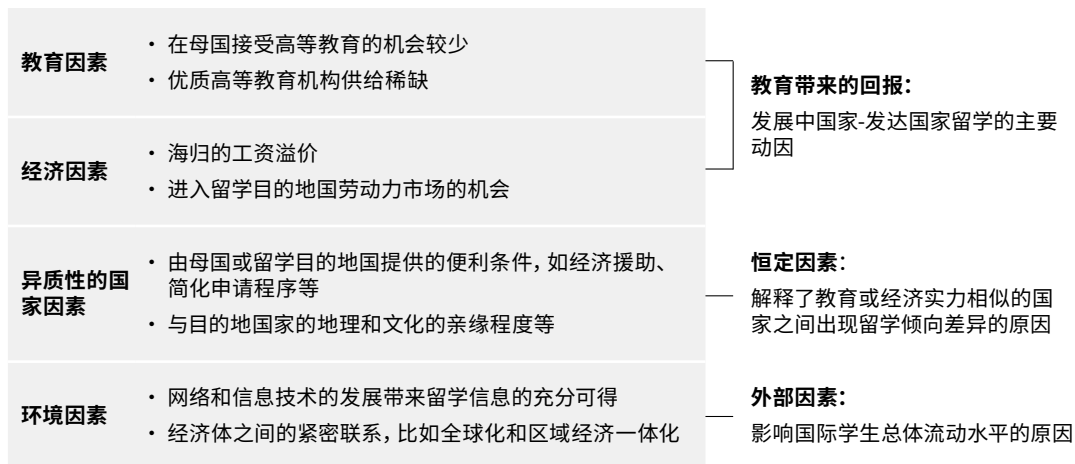 教育因素
• 在母国接受高等教育的机会较少
• 优质高等教育机构供给稀缺
经济因素
• 海归的工资溢价
• 进入留学目的地国劳动力市场的机会
教育带来的回报：
发展中国家-发达国家留学的主要
动因
异质性的国
家因素
• 由母国或留学目的地国提供的便利条件，如经济援助、
简化申请程序等
• 与目的地国家的地理和文化的亲缘程度等
恒定因素：
解释了教育或经济实力相似的国
家之间出现留学倾向差异的原因
环境因素
• 网络和信息技术的发展带来留学信息的充分可得
• 经济体之间的紧密联系，比如全球化和区域经济一体化
外部因素：
影响国际学生总体流动水平的原因